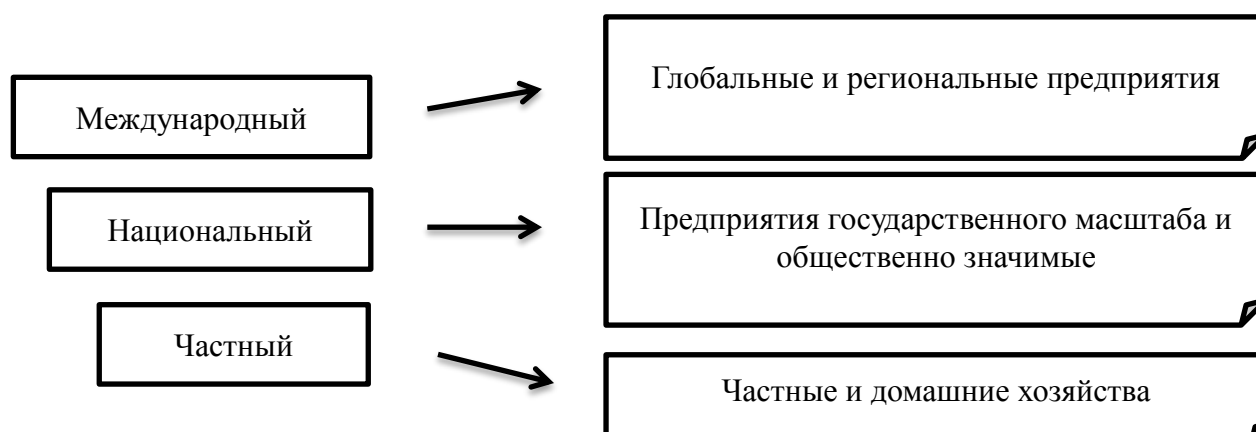 Международный
Глобальные и региональные предприятия
Национальный
Предприятия государственного масштаба и
общественно значимые
Частный
Частные и домашние хозяйства